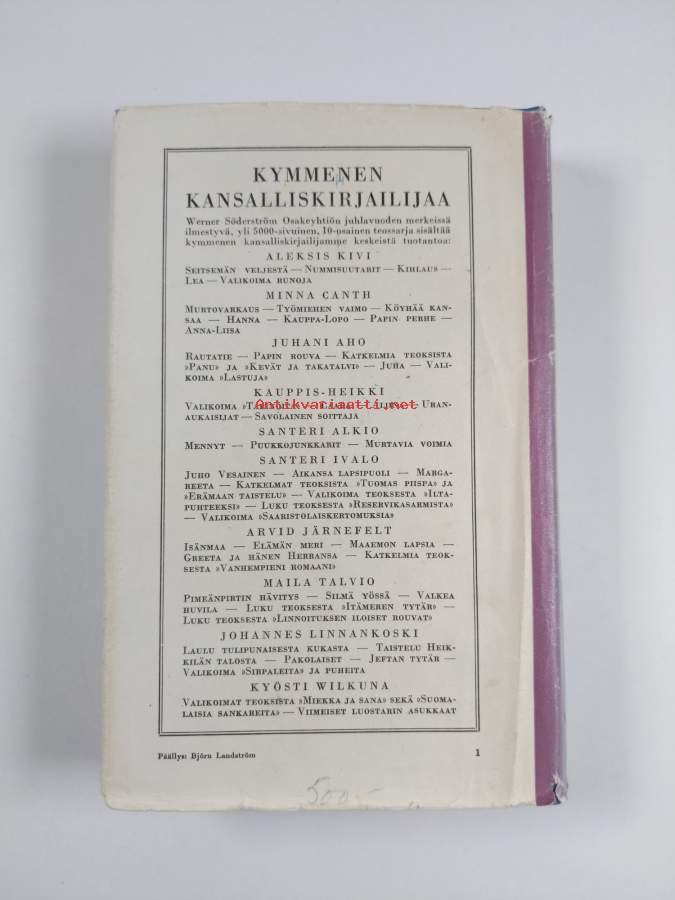 KYMMENEN
KANSALLISKIRJAILIJAA
Werner Söderström Osakeyhtiön juhlavuoden merkeissä
ilmestyvä, yli 5000-sivuinen, 10-osainen teossarja sisältää
kymmenen kansalliskirjailijamme keskeistä tuotantoa:
ALEKSIS KIVI
SEITSEMÄN VELJESTÄ — NUMMISUUTARIT — KIHLAUS —
LEA — VALIKOIMA RUNOJA
MINNA CANTH
MURTOVARKAUS — TYÖMIEHEN VAIMO — KÖYHÄÄ KAN-
SAA — HANNA — KAUPPA-LOPO — PAPIN PERHE —
ANNA-LIISA
JUHANI AHO
RAUTATIE — PAPIN ROUVA — KATKELMIA TEOKSISTA
»PANU» JA »KEVÄT JA TAKATALVI» — JUHA — VALI-
KOIMA »LASTUJA»
KAUPPIS-HEIKKI
VALIKOIMA — URAN-
Antikvariaatti.net
AUKAISIJAT — SAVOLAINEN SOITTAJA
SANTERI ALKIO
MENNYT — PUUKKOJUNKKARIT — MURTAVIA VOIMIA
SANTERI IVALO
JUHO VESAINEN — AIKANSA LAPSIPUOLI — MARGA-
REETA — KATKELMAT TEOKSISTA »TUOMAS PIISPA» JA
»ERÄMAAN TAISTELU» — VALIKOIMA TEOKSESTA »ILTA-
PUHTEEKSI» — LUKU TEOKSESTA »RESERVIKASARMISTA»
— VALIKOIMA »SAARISTOLAISKERTOMUKSIA»
ARVID JÄRNEFELT
ISÄNMAA — ELÄMÄN MERI — MAAEMON LAPSIA —
GREETA JA HÄNEN HERRANSA — KATKELMIA TEOK-
SESTA »VANHEMPIENI ROMAANI»
MAILA TALVIO
PIMEÄNPIRTIN HÄVITYS — SILMÄ YÖSSÄ — VALKEA
HUVILA — LUKU TEOKSESTA »ITÄMEREN TYTÄR» —
LUKU TEOKSESTA »LINNOITUKSEN ILOISET ROUVAT»
JOHANNES LINNANKOSKI
LAULU TULIPUNAISESTA KUKASTA — TAISTELU HEIK-
KILÄN TALOSTA — PAKOLAISET — JEFTAN TYTÄR —
VALIKOIMA »SIRPALEITA» JA PUHEITA
KYÖSTI WILKUNA
VALIKOIMAT TEOKSISTA »MIEKKA JA SANA» SEKÄ »SUOMA-
LAISIA SANKAREITA» — VIIMEISET LUOSTARIN ASUKKAAT
Päällys: Björn Landström 1
500-